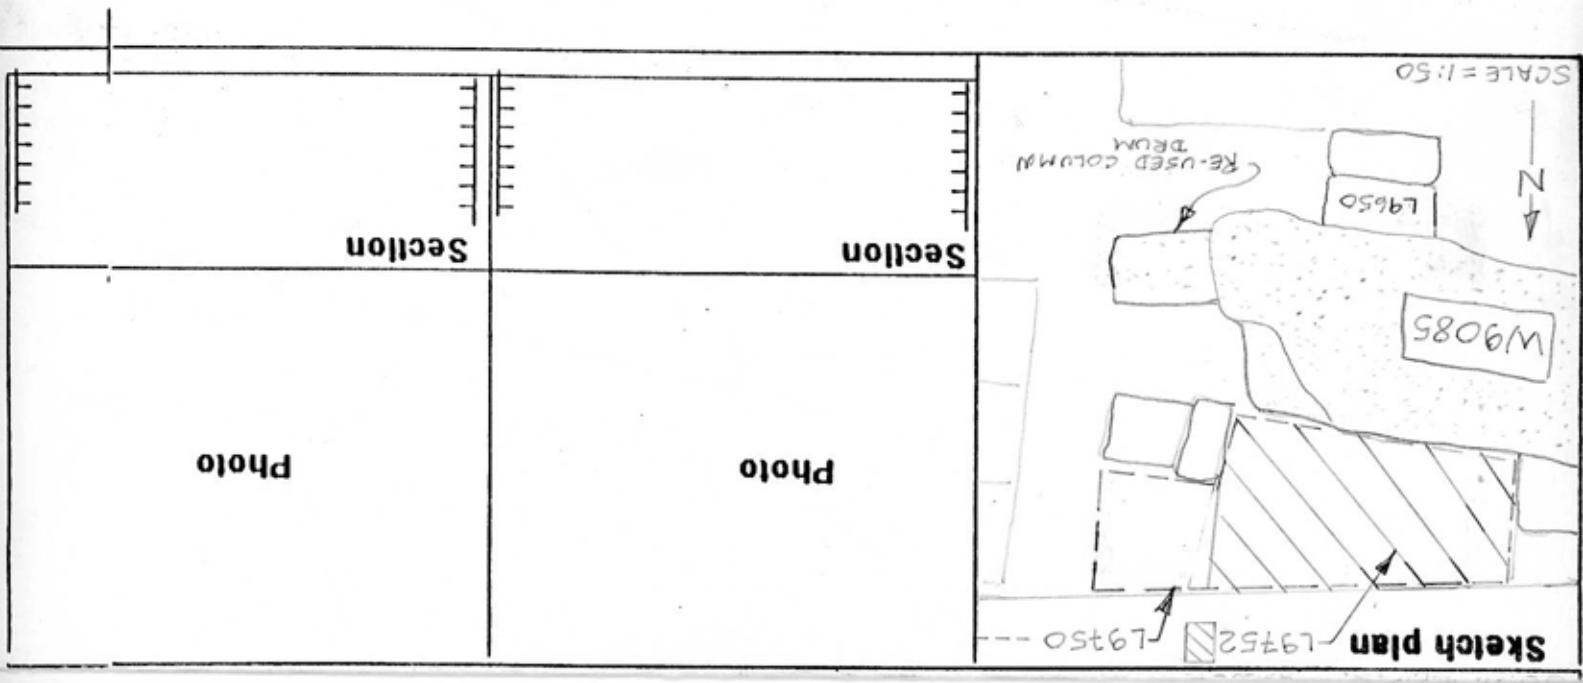 Sketch plan
L9752
L9750
W9085
L9650
RE-USED COLUMN
DRUM
N
SCALE = 1:50
Photo
Section
Photo
Section